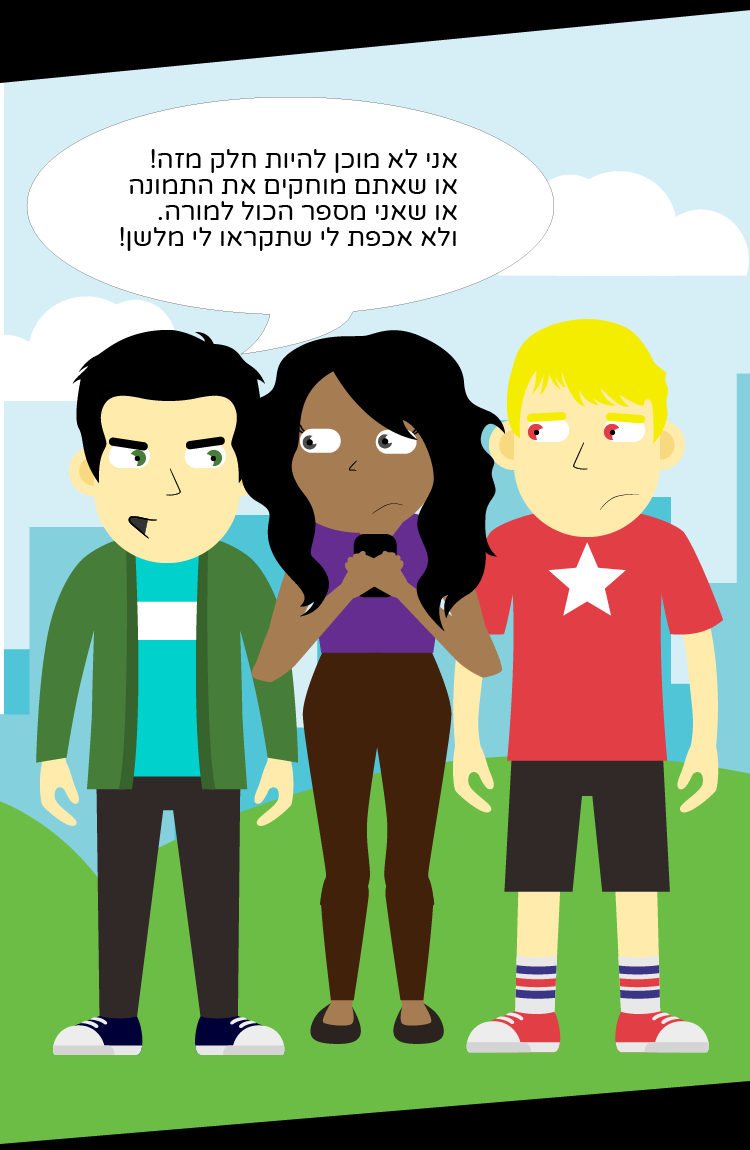 אני לא מוכן להיות חלק מזה!
או שאתם מוחקים את התמונה
או שאני מספר הכול למורה.
ולא אכפת לי שתקראו לי מלשן!